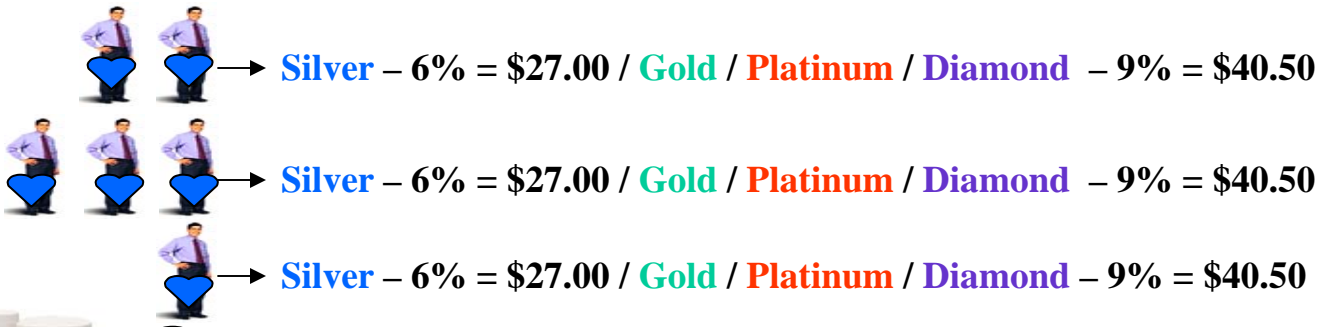 Silver – 6% = $27.00 / Gold / Platinum / Diamond – 9% = $40.50
Silver – 6% = $27.00 / Gold / Platinum / Diamond – 9% = $40.50
Silver – 6% = $27.00 / Gold / Platinum / Diamond – 9% = $40.50